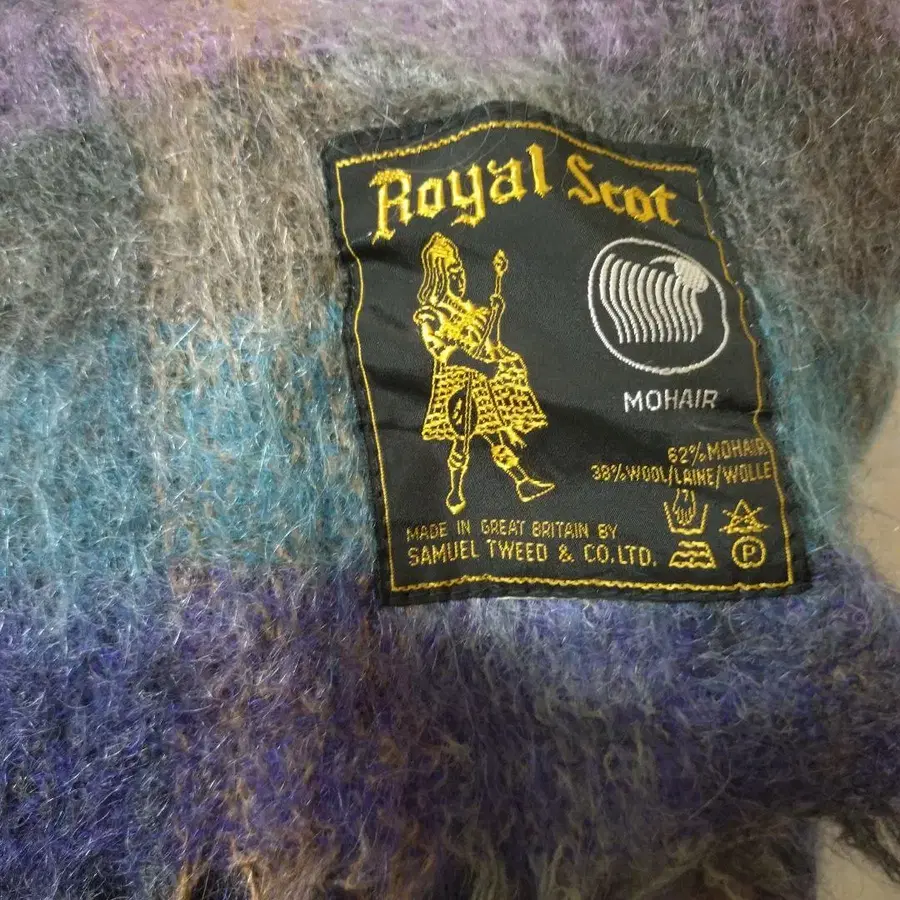 Royal Scot
MOHAIR
62% MOHAIR
38% WOOL/LAINE/WOLLE
MADE IN GREAT BRITAIN BY
SAMUEL TWEED & CO. LTD.
P